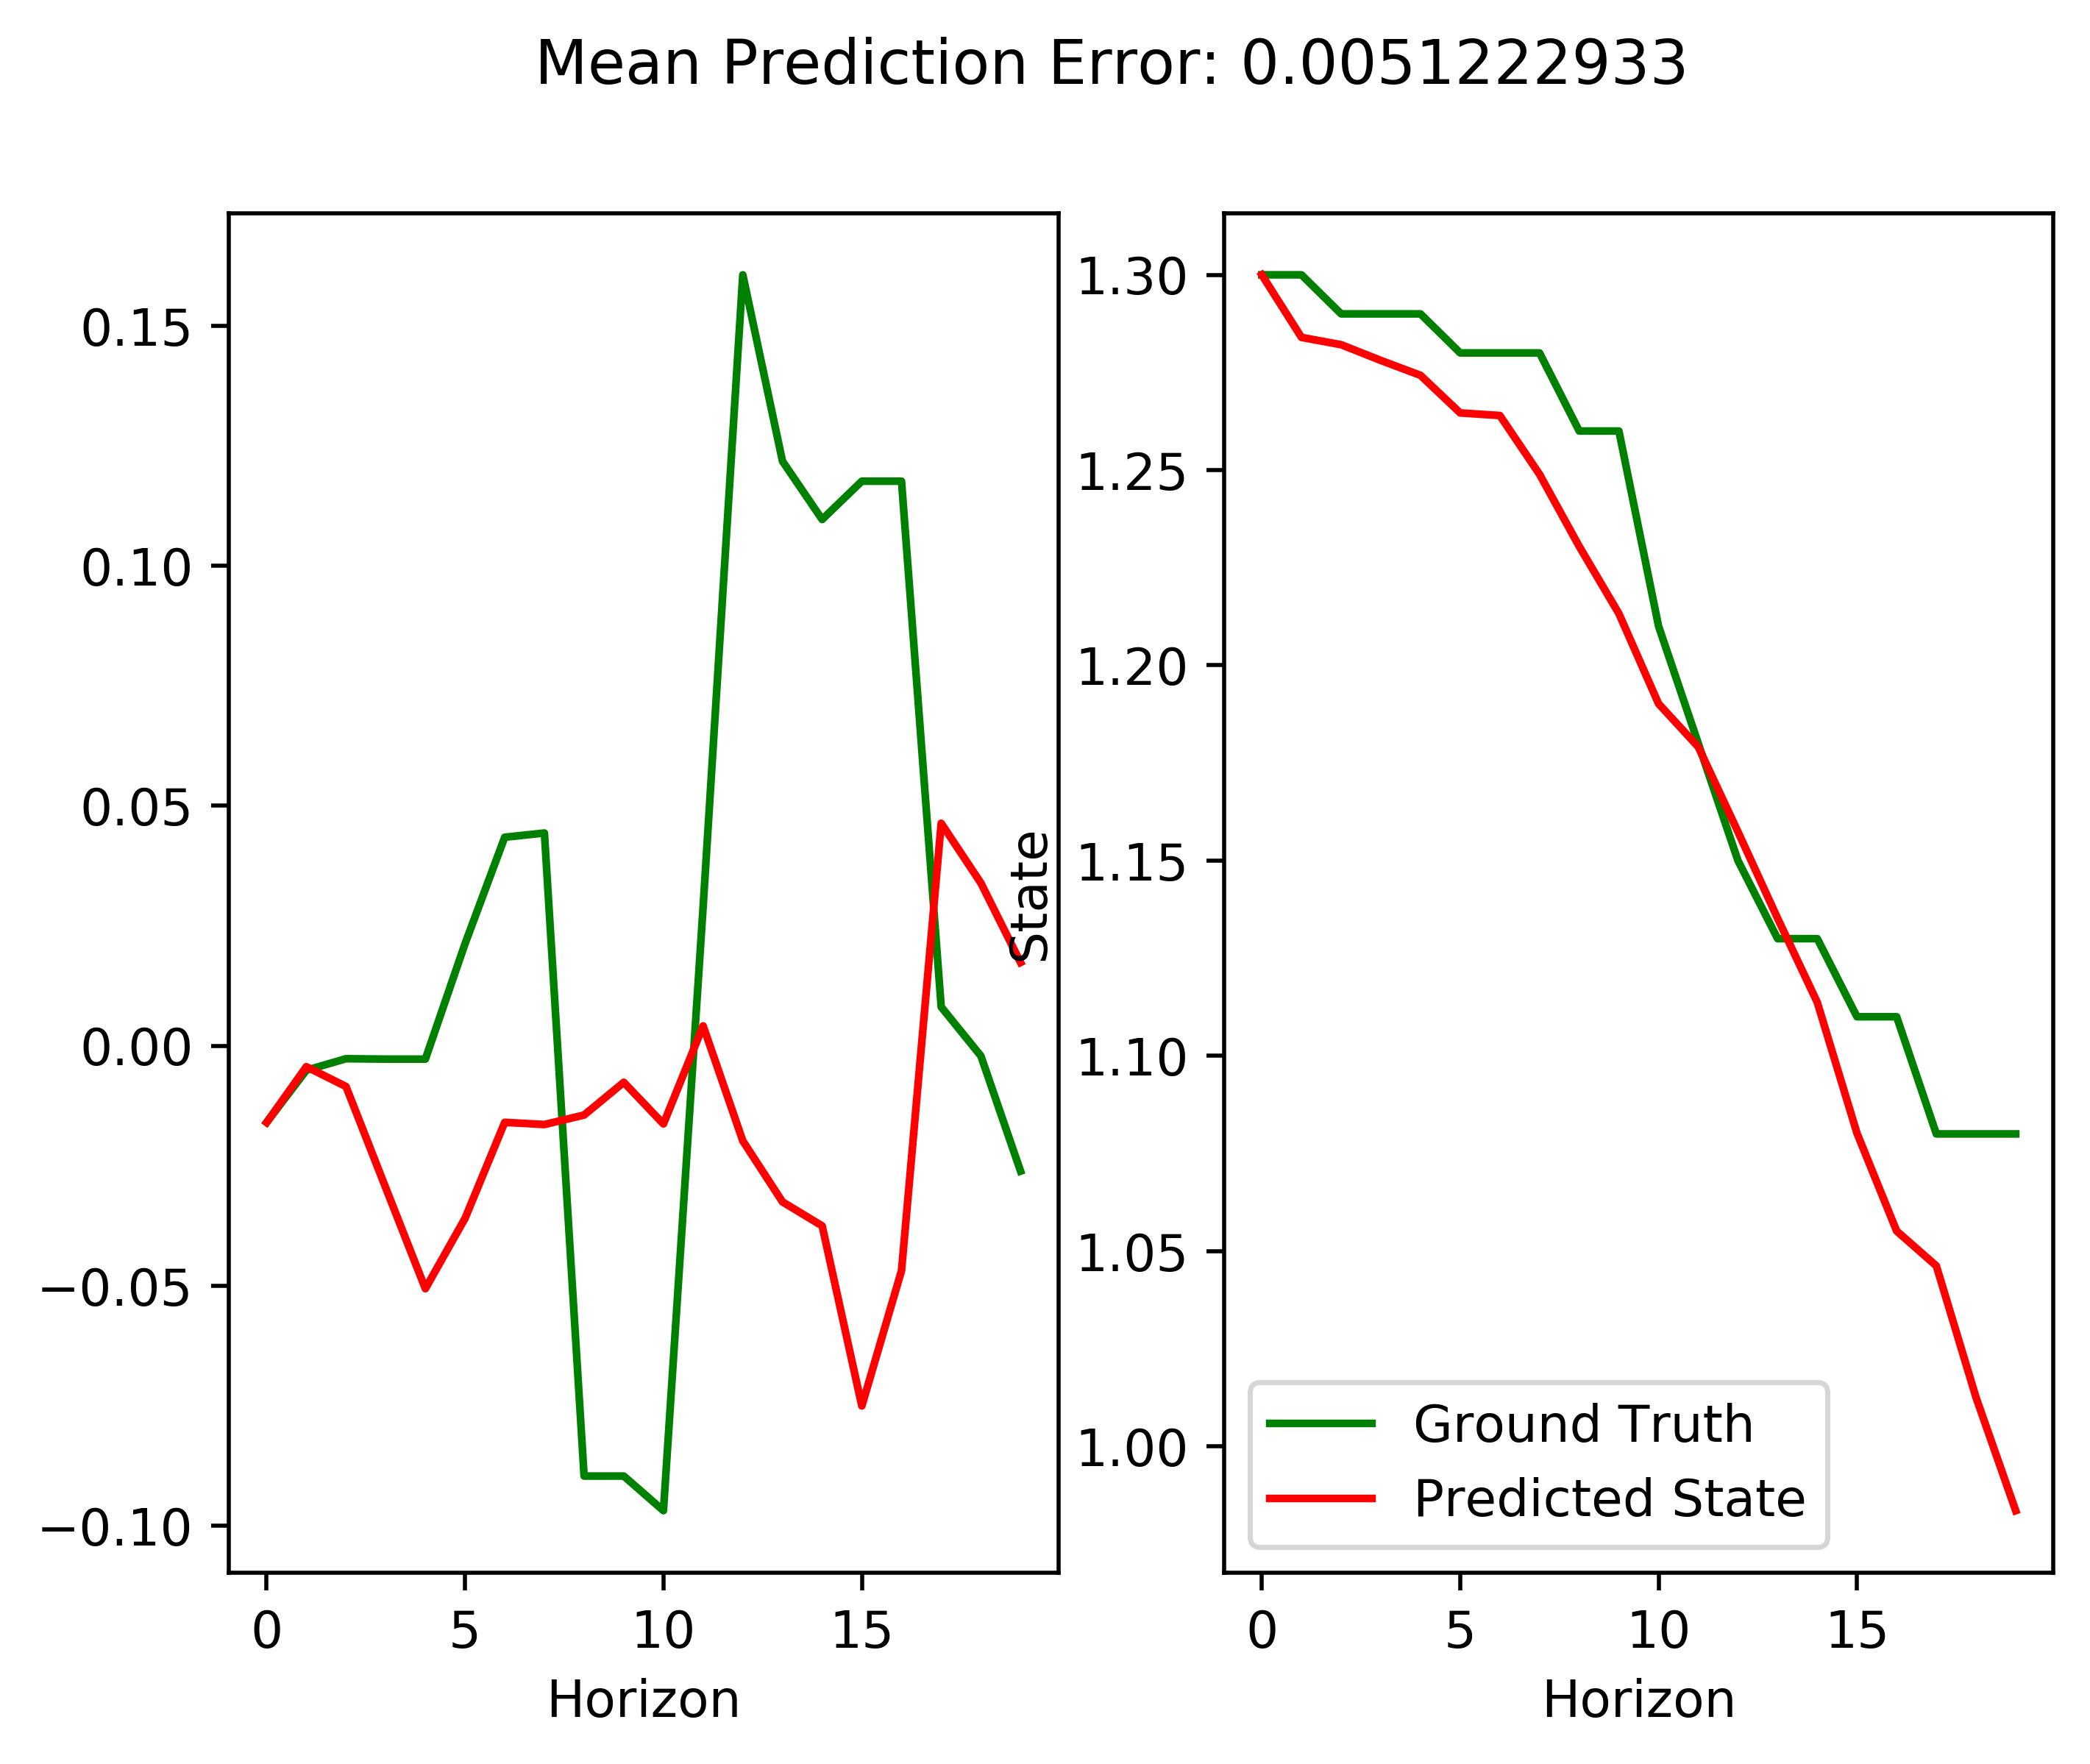 Mean Prediction Error: 0.0051222933
0.15
0.10
0.05
0.00
−0.05
−0.10
0 5 10 15
Horizon
State
1.30
1.25
1.20
1.15
1.10
1.05
1.00
Ground Truth
Predicted State
0 5 10 15
Horizon